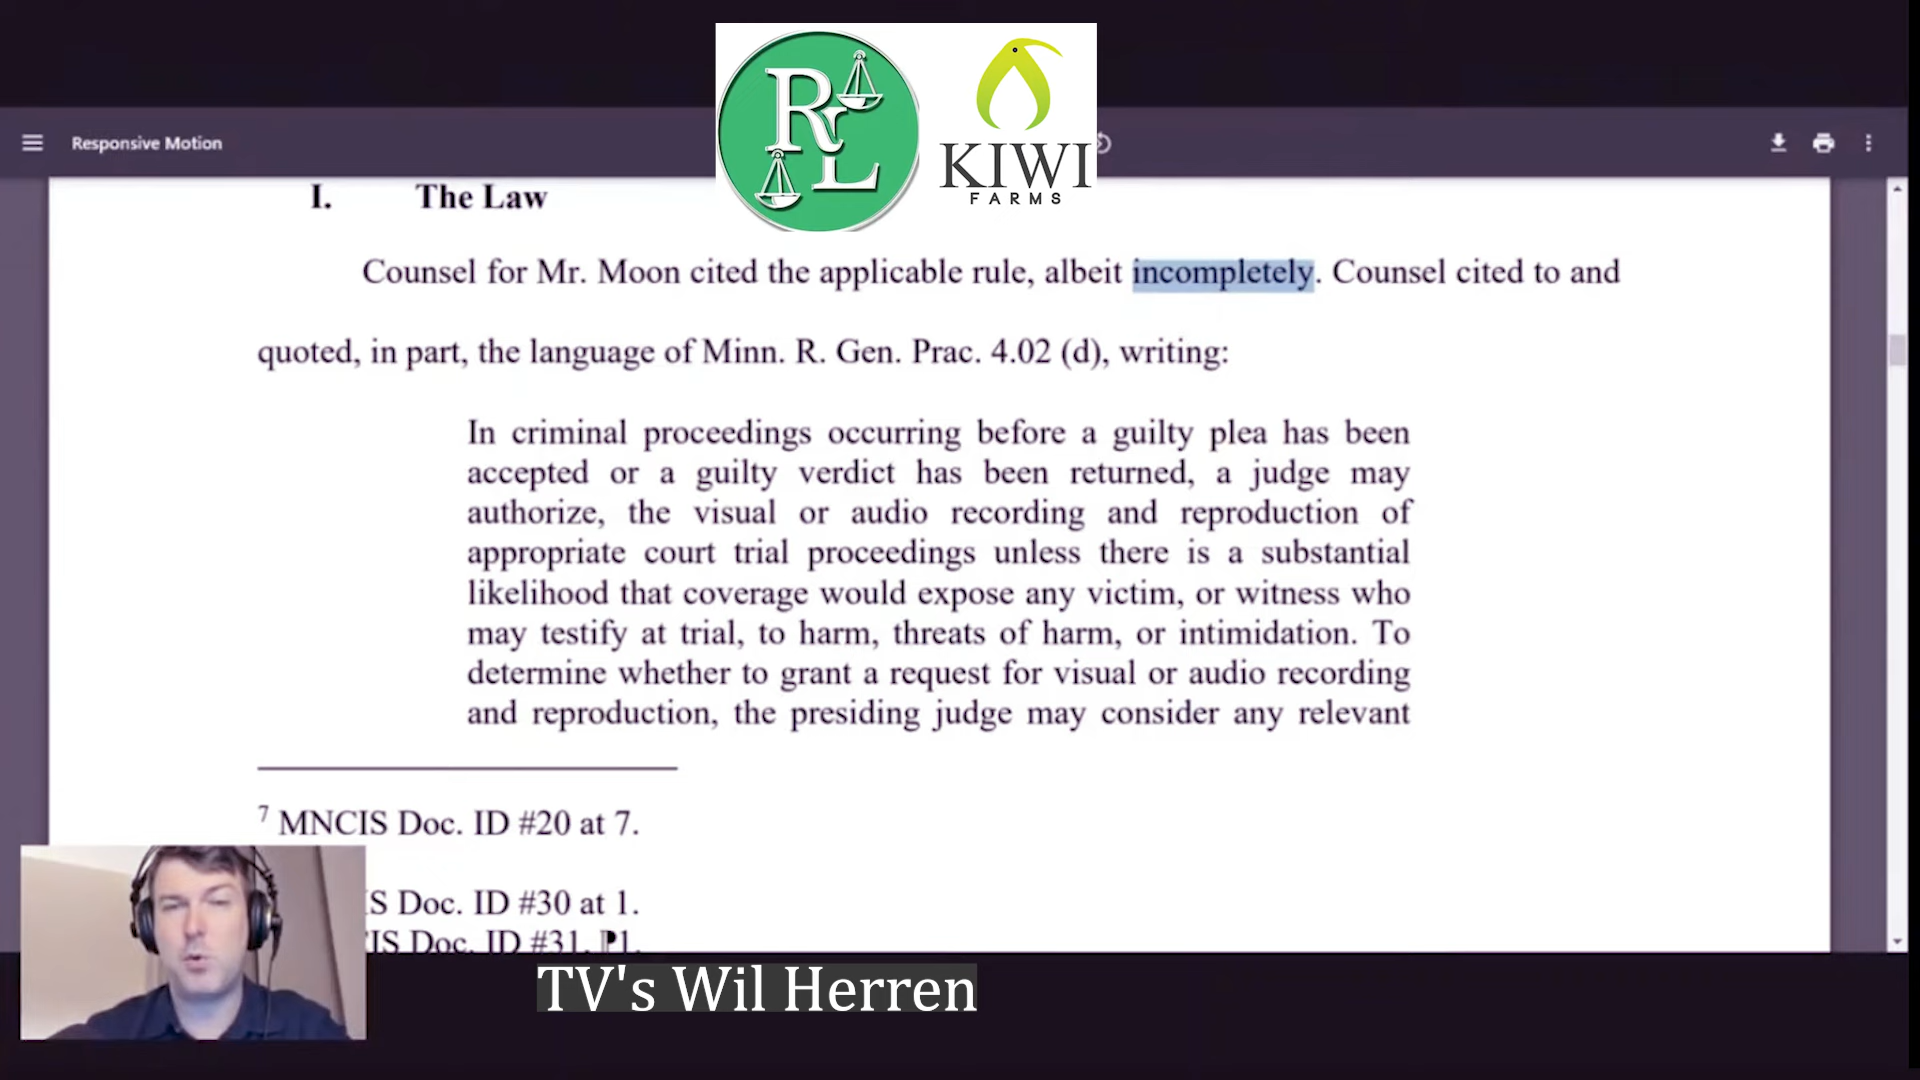 RL
KIWI
FARMS
Responsive Motion
I. The Law
Counsel for Mr. Moon cited the applicable rule, albeit incompletely. Counsel cited to and
quoted, in part, the language of Minn. R. Gen. Prac. 4.02 (d), writing:
In criminal proceedings occurring before a guilty plea has been
accepted or a guilty verdict has been returned, a judge may
authorize, the visual or audio recording and reproduction of
appropriate court trial proceedings unless there is a substantial
likelihood that coverage would expose any victim, or witness who
may testify at trial, to harm, threats of harm, or intimidation. To
determine whether to grant a request for visual or audio recording
and reproduction, the presiding judge may consider any relevant
7 MNCIS Doc. ID #20 at 7.
IS Doc. ID #30 at 1.
IS Doc. ID #31, ¶1.
TV's Wil Herren